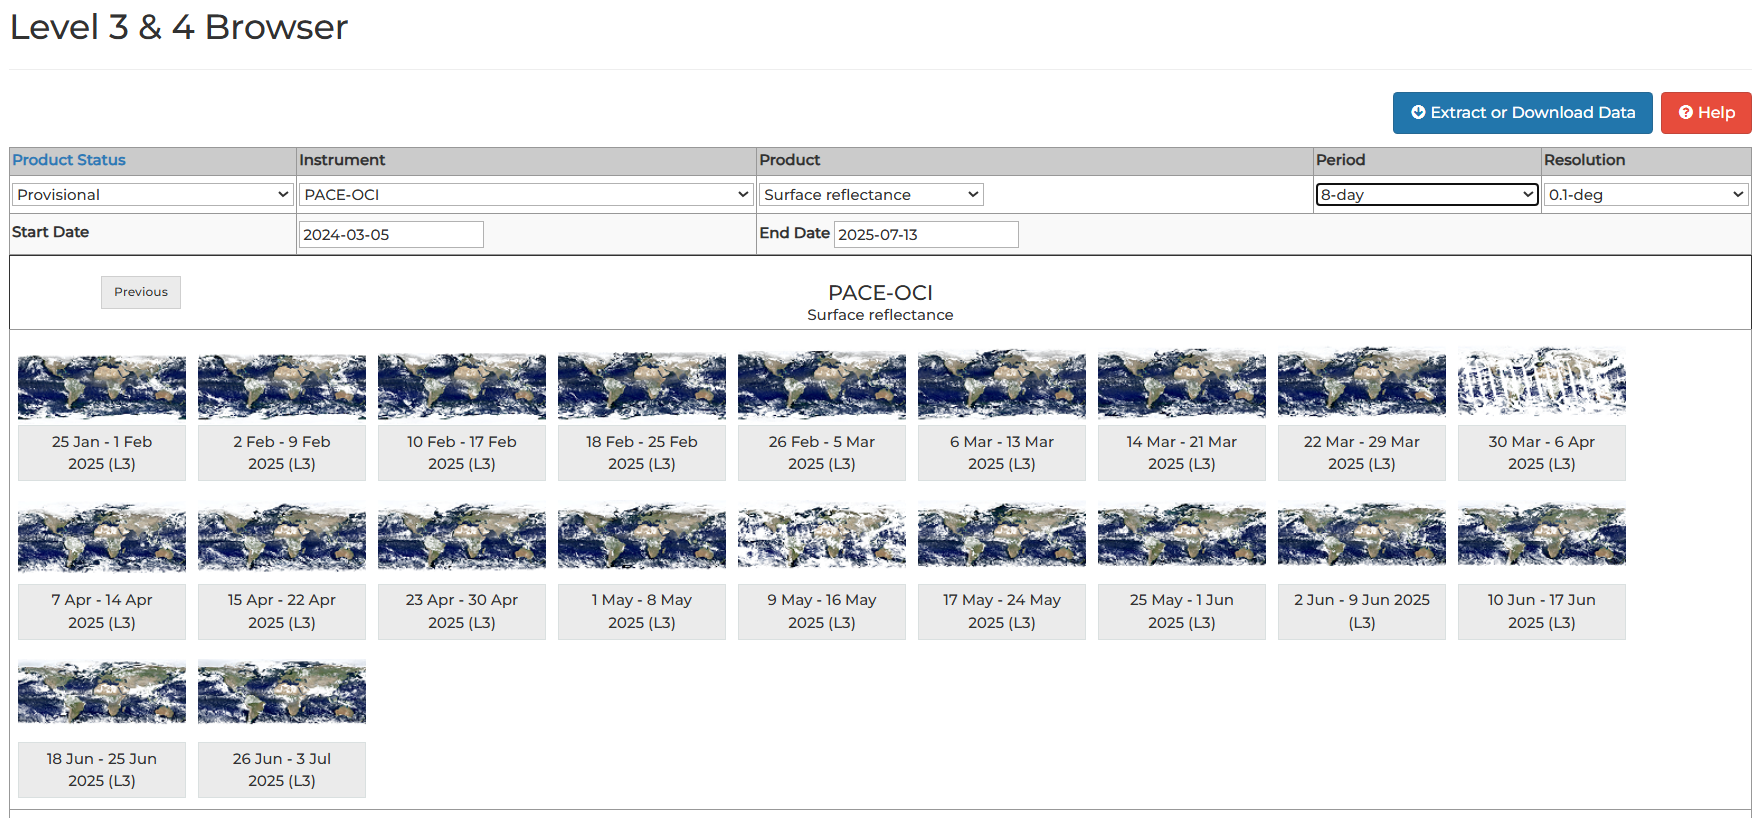 Level 3 & 4 Browser
Extract or Download Data
Help
Product Status
Instrument
Product
Period
Resolution
Provisional
PACE-OCI
Surface reflectance
8-day
0.1-deg
Start Date
2024-03-05
End Date
2025-07-13
Previous
PACE-OCI
Surface reflectance
25 Jan - 1 Feb
2025 (L3)
2 Feb - 9 Feb
2025 (L3)
10 Feb - 17 Feb
2025 (L3)
18 Feb - 25 Feb
2025 (L3)
26 Feb - 5 Mar
2025 (L3)
6 Mar - 13 Mar
2025 (L3)
14 Mar - 21 Mar
2025 (L3)
22 Mar - 29 Mar
2025 (L3)
30 Mar - 6 Apr
2025 (L3)
7 Apr - 14 Apr
2025 (L3)
15 Apr - 22 Apr
2025 (L3)
23 Apr - 30 Apr
2025 (L3)
1 May - 8 May
2025 (L3)
9 May - 16 May
2025 (L3)
17 May - 24 May
2025 (L3)
25 May - 1 Jun
2025 (L3)
2 Jun - 9 Jun 2025
(L3)
10 Jun - 17 Jun
2025 (L3)
18 Jun - 25 Jun
2025 (L3)
26 Jun - 3 Jul
2025 (L3)